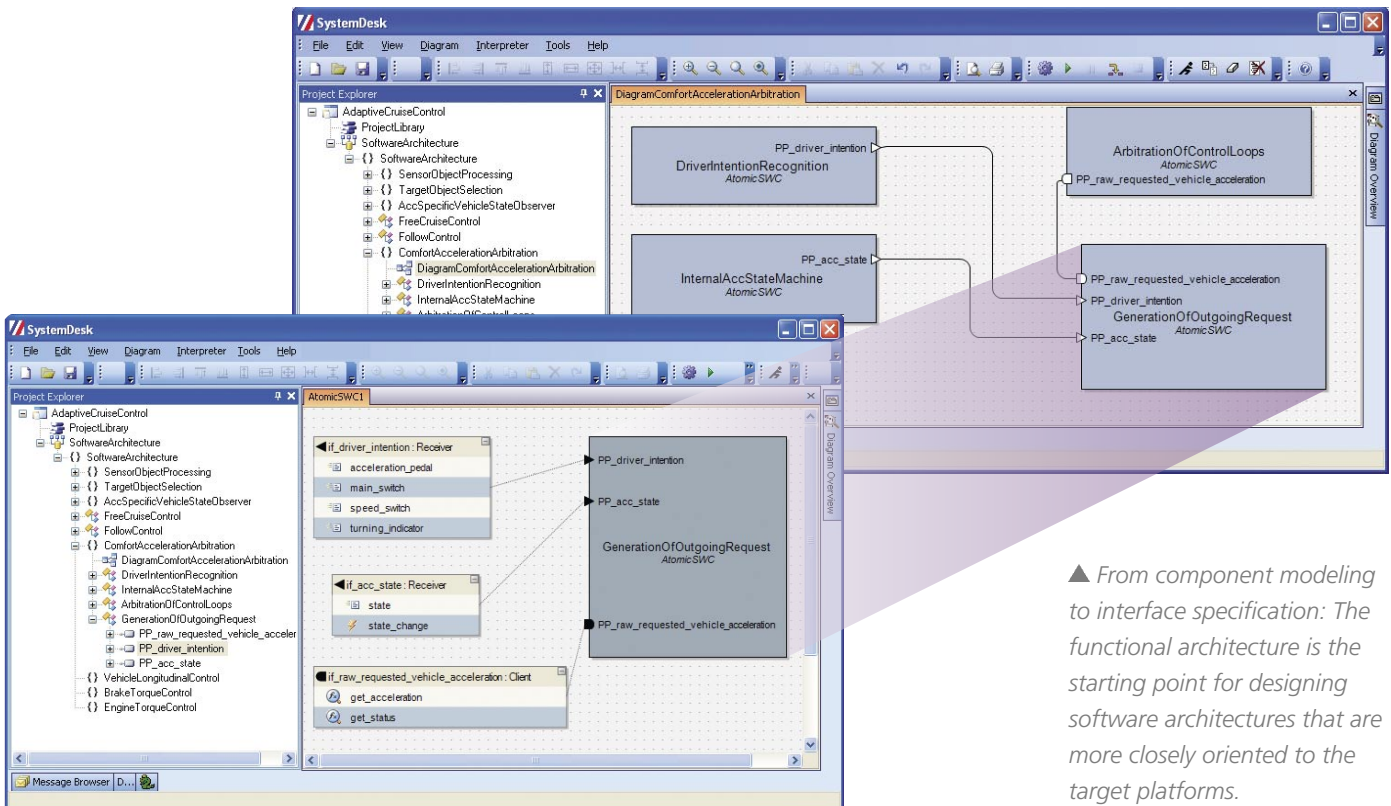 SystemDesk
File Edit View Diagram Interpreter Tools Help
Project Explorer
AdaptiveCruiseControl
ProjectLibrary
SoftwareArchitecture
{} SoftwareArchitecture
{} SensorObjectProcessing
{} TargetObjectSelection
{} AccSpecificVehicleStateObserver
FreeCruiseControl
FollowControl
{} ComfortAccelerationArbitration
DiagramComfortAccelerationArbitration
DriverIntentionRecognition
InternalAccStateMachine
DiagramComfortAccelerationArbitration
PP_driver_intention
DriverIntentionRecognition
AtomicSWC
PP_acc_state
InternalAccStateMachine
AtomicSWC
ArbitrationOfControlLoops
AtomicSWC
PP_raw_requested_vehicle_acceleration
PP_raw_requested_vehicle_acceleration
PP_driver_intention
GenerationOfOutgoingRequest
AtomicSWC
PP_acc_state
Diagram Overview
SystemDesk
File Edit View Diagram Interpreter Tools Help
Project Explorer
AdaptiveCruiseControl
ProjectLibrary
SoftwareArchitecture
{} SoftwareArchitecture
{} SensorObjectProcessing
{} TargetObjectSelection
{} AccSpecificVehicleStateObserver
FreeCruiseControl
FollowControl
{} ComfortAccelerationArbitration
DiagramComfortAccelerationArbitration
DriverIntentionRecognition
InternalAccStateMachine
ArbitrationOfControlLoops
GenerationOfOutgoingRequest
PP_raw_requested_vehicle_acceler
PP_driver_intention
PP_acc_state
{} VehicleLongitudinalControl
{} BrakeTorqueControl
{} EngineTorqueControl
AtomicSWC1
if_driver_intention : Receiver
acceleration_pedal
main_switch
speed_switch
turning_indicator
if_acc_state : Receiver
state
state_change
if_raw_requested_vehicle_acceleration : Client
get_acceleration
get_status
PP_driver_intention
PP_acc_state
GenerationOfOutgoingRequest
AtomicSWC
PP_raw_requested_vehicle_acceleration
Diagram Overview
Message Browser D...
▲ From component modeling
to interface specification: The
functional architecture is the
starting point for designing
software architectures that are
more closely oriented to the
target platforms.